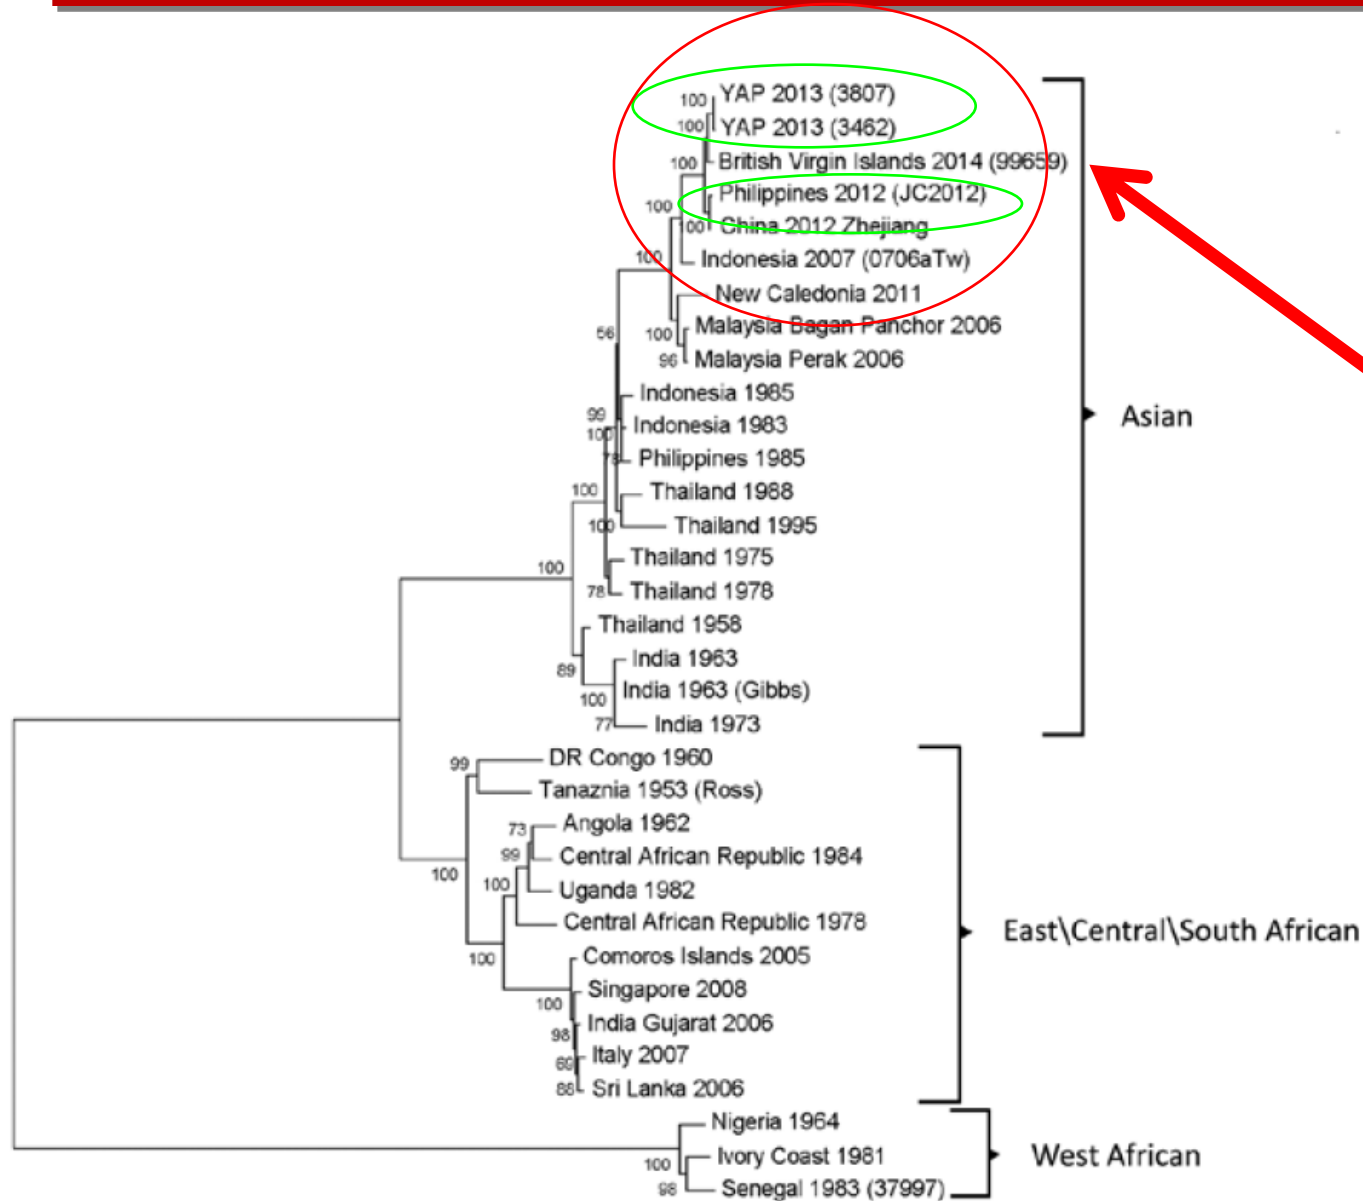 100 YAP 2013 (3807)
100 YAP 2013 (3462)
100 British Virgin Islands 2014 (99659)
Philippines 2012 (JC2012)
100
100 China 2012 Zhejiang
100 Indonesia 2007 (0706aTw)
New Caledonia 2011
100 Malaysia Bagan Panchor 2006
56
96 Malaysia Perak 2006
Indonesia 1985
99
Asian
100 Indonesia 1983
78 Philippines 1985
100 Thailand 1988
100 Thailand 1995
Thailand 1975
100
78 Thailand 1978
Thailand 1958
89 India 1963
100 India 1963 (Gibbs)
77 India 1973
99 DR Congo 1960
Tanaznia 1953 (Ross)
73 Angola 1962
99 Central African Republic 1984
100
100 Uganda 1982
Central African Republic 1978
East\Central\South African
100 Comoros Islands 2005
100 Singapore 2008
98 India Gujarat 2006
69 Italy 2007
88 Sri Lanka 2006
Nigeria 1964
100 Ivory Coast 1981
West African
98 Senegal 1983 (37997)